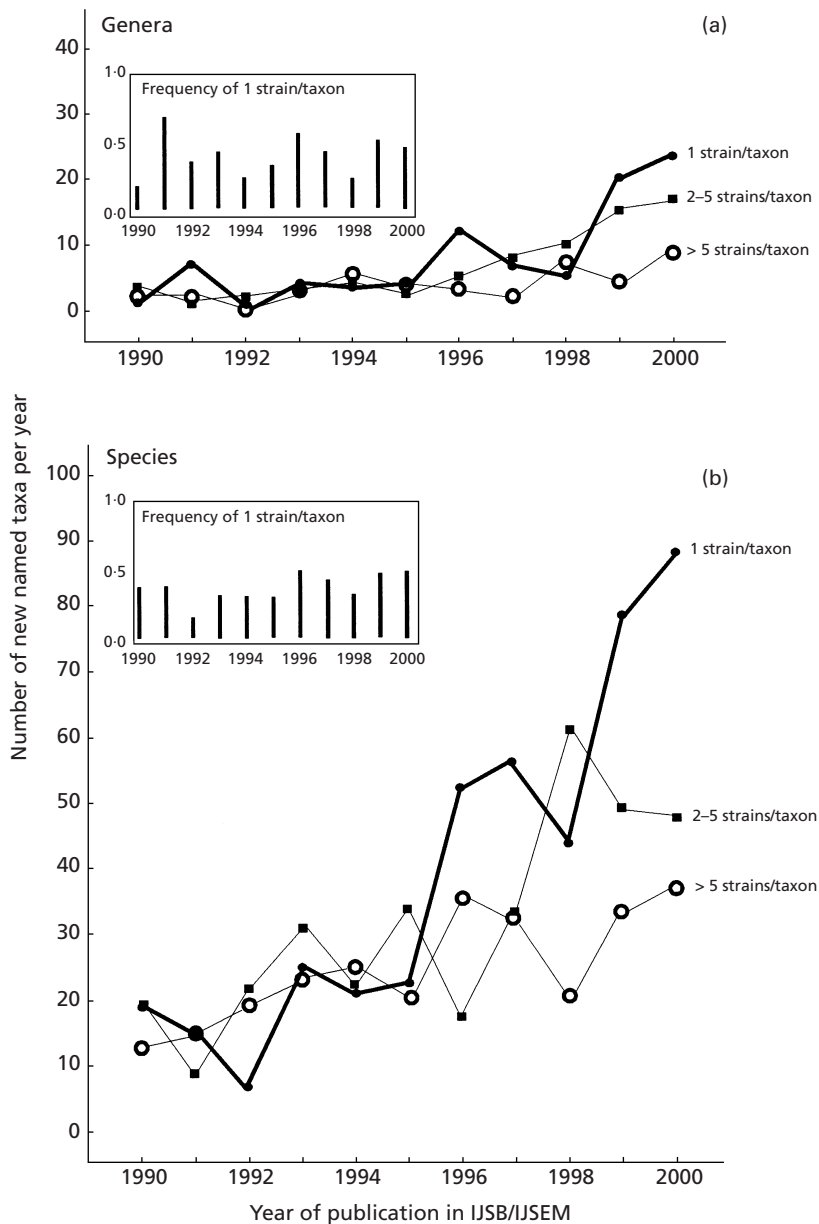 Genera
(a)
40
30
20
10
0
1·0
0·5
0·0
Frequency of 1 strain/taxon
1990 1992 1994 1996 1998 2000
1 strain/taxon
2–5 strains/taxon
> 5 strains/taxon
1990 1992 1994 1996 1998 2000
Number of new named taxa per year
Species
(b)
100
90
80
70
60
50
40
30
20
10
0
1·0
0·5
0·0
Frequency of 1 strain/taxon
1990 1992 1994 1996 1998 2000
1 strain/taxon
2–5 strains/taxon
> 5 strains/taxon
1990 1992 1994 1996 1998 2000
Year of publication in IJSB/IJSEM